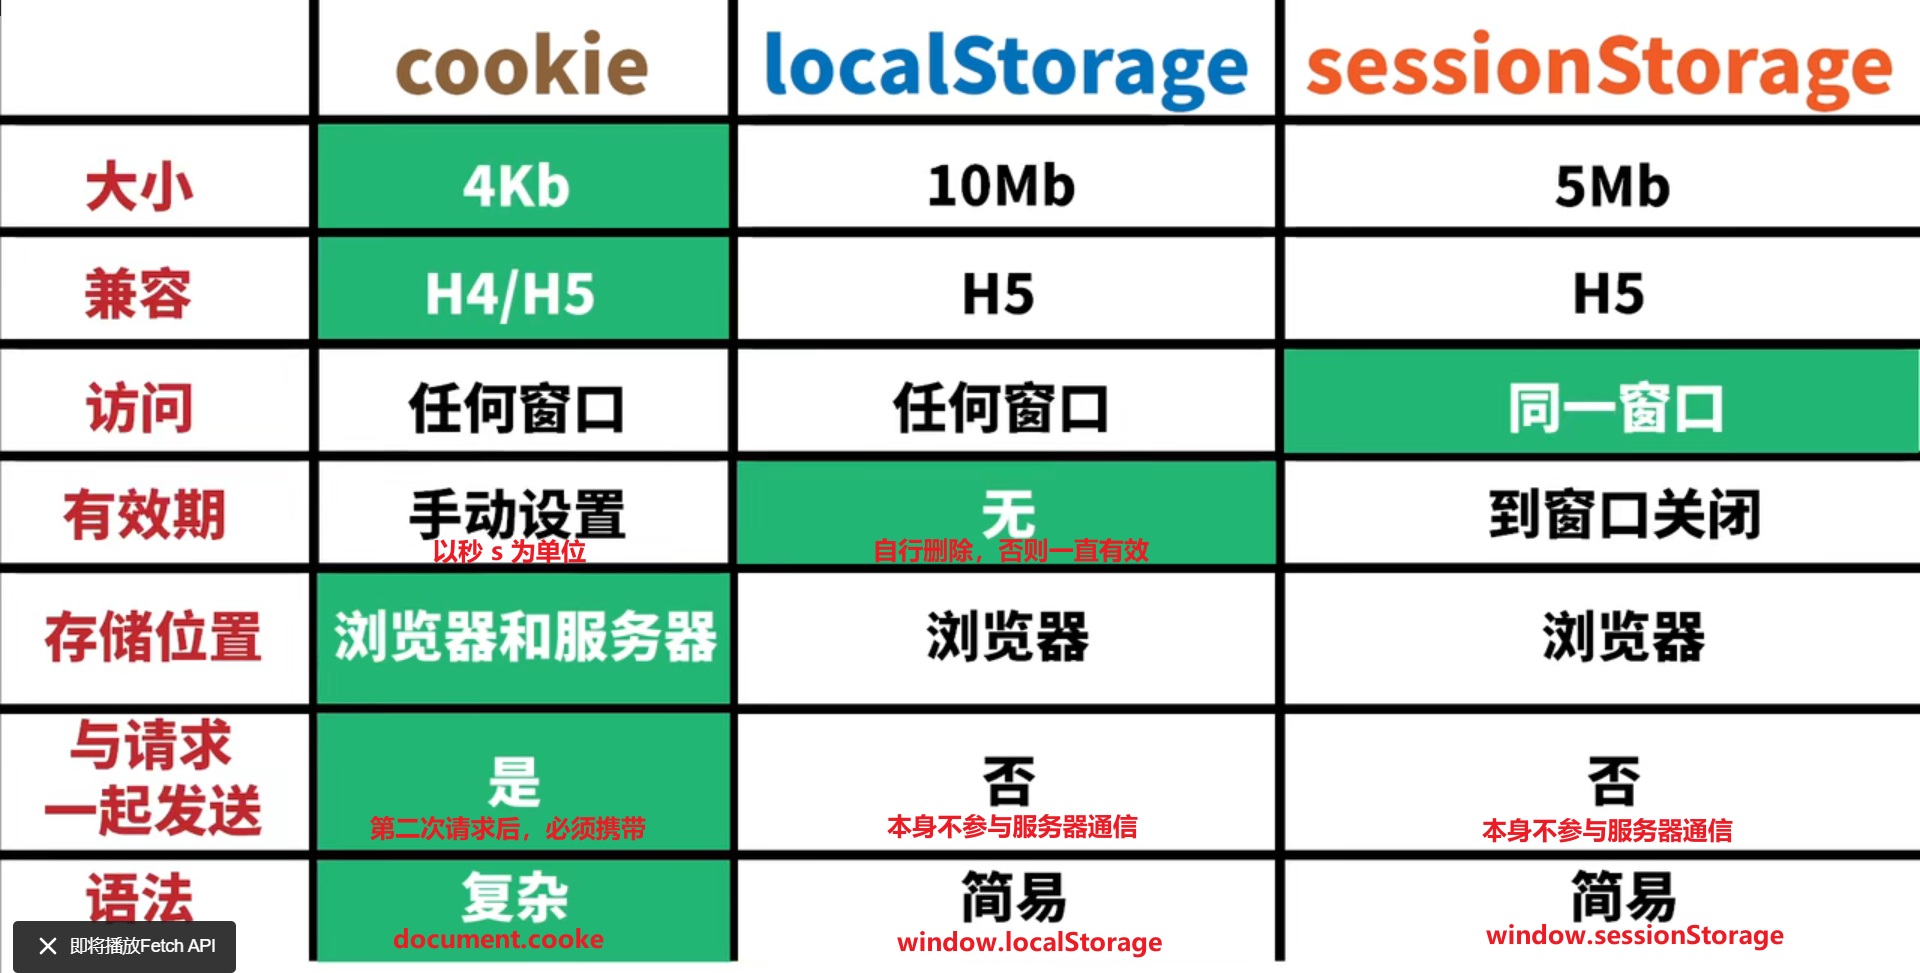 cookie localStorage sessionStorage
大小 4Kb 10Mb 5Mb
兼容 H4/H5 H5 H5
访问 任何窗口 任何窗口 同一窗口
有效期 手动设置 无 到窗口关闭
以秒 s 为单位 自行删除，否则一直有效
存储位置 浏览器和服务器 浏览器 浏览器
与请求
一起发送 是 否 否
第二次请求后，必须携带 本身不参与服务器通信 本身不参与服务器通信
语法 复杂 简易 简易
document.cooke window.localStorage window.sessionStorage
即将播放Fetch API